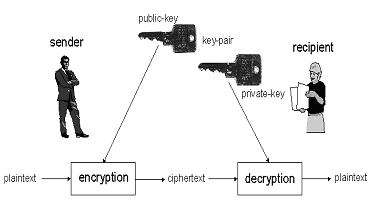 public-key
sender
key-pair
recipient
private-key
plaintext
encryption
ciphertext
decryption
plaintext